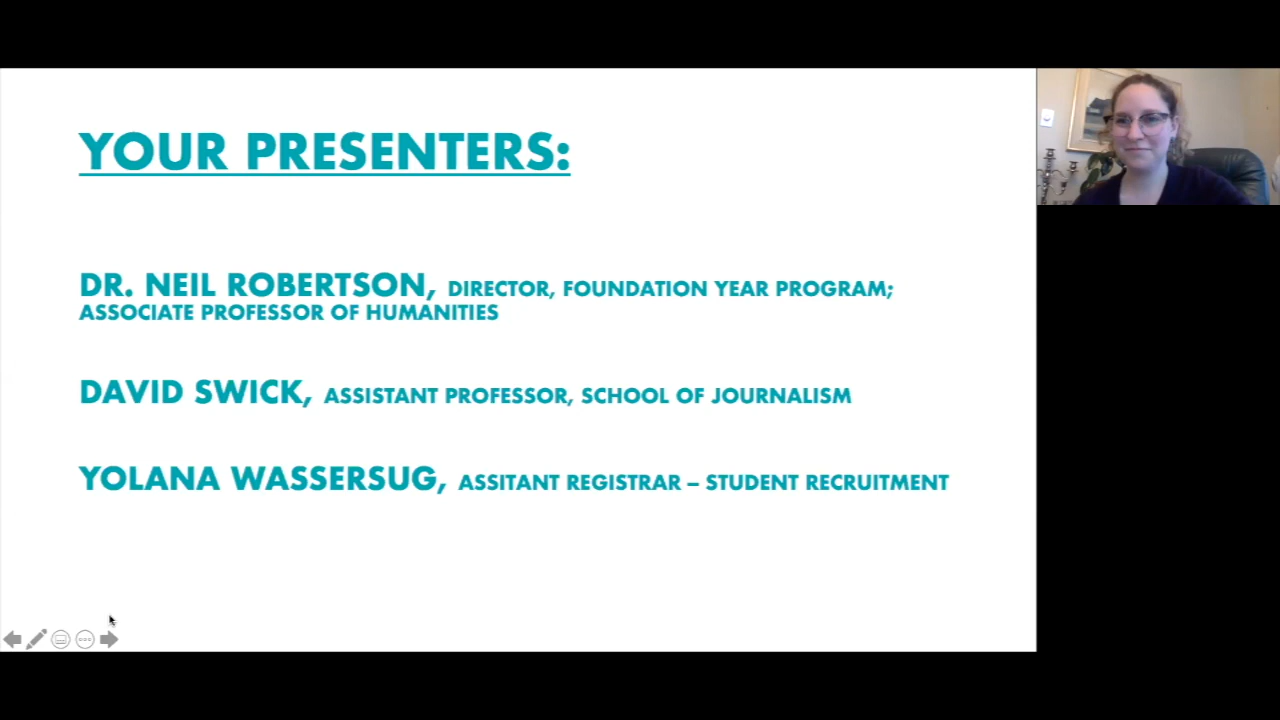 YOUR PRESENTERS:
DR. NEIL ROBERTSON, DIRECTOR, FOUNDATION YEAR PROGRAM;
ASSOCIATE PROFESSOR OF HUMANITIES
DAVID SWICK, ASSISTANT PROFESSOR, SCHOOL OF JOURNALISM
YOLANA WASSERSUG, ASSITANT REGISTRAR – STUDENT RECRUITMENT